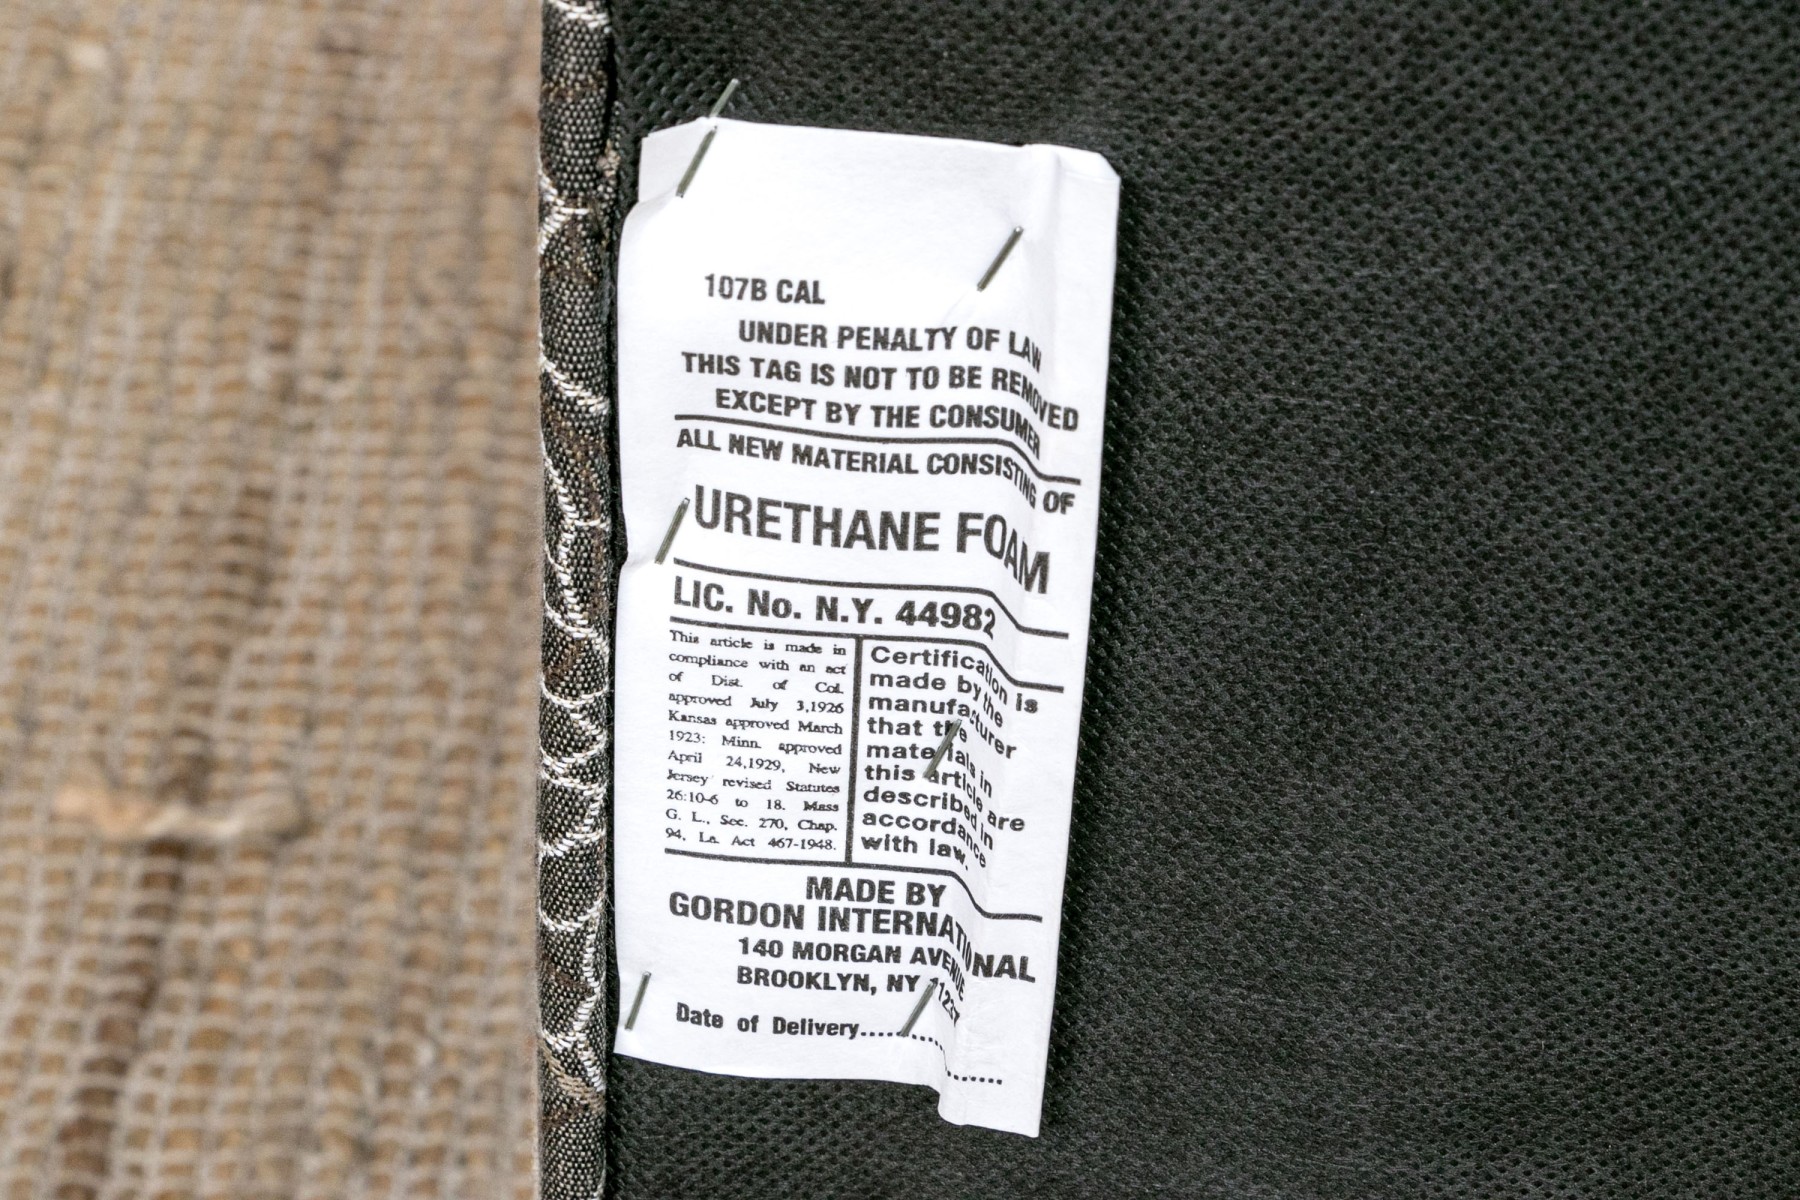 107B CAL
UNDER PENALTY OF LAW
THIS TAG IS NOT TO BE REMOVED
EXCEPT BY THE CONSUMER
ALL NEW MATERIAL CONSISTING OF
URETHANE FOAM
LIC. No. N.Y. 44982
This article is made in
compliance with an act
of Dist. of Col.
approved July 3,1926
Kansas approved March
1923: Minn. approved
April 24,1929, New
Jersey revised Statutes
26:10-6 to 18. Mass
G. L., Sec. 270, Chap.
94, La. Act 467-1948.
Certification is
made by the
manufacturer
that the
materials in
this article are
described in
accordance
with law.
MADE BY
GORDON INTERNATIONAL
140 MORGAN AVENUE
BROOKLYN, NY 11237
Date of Delivery....................